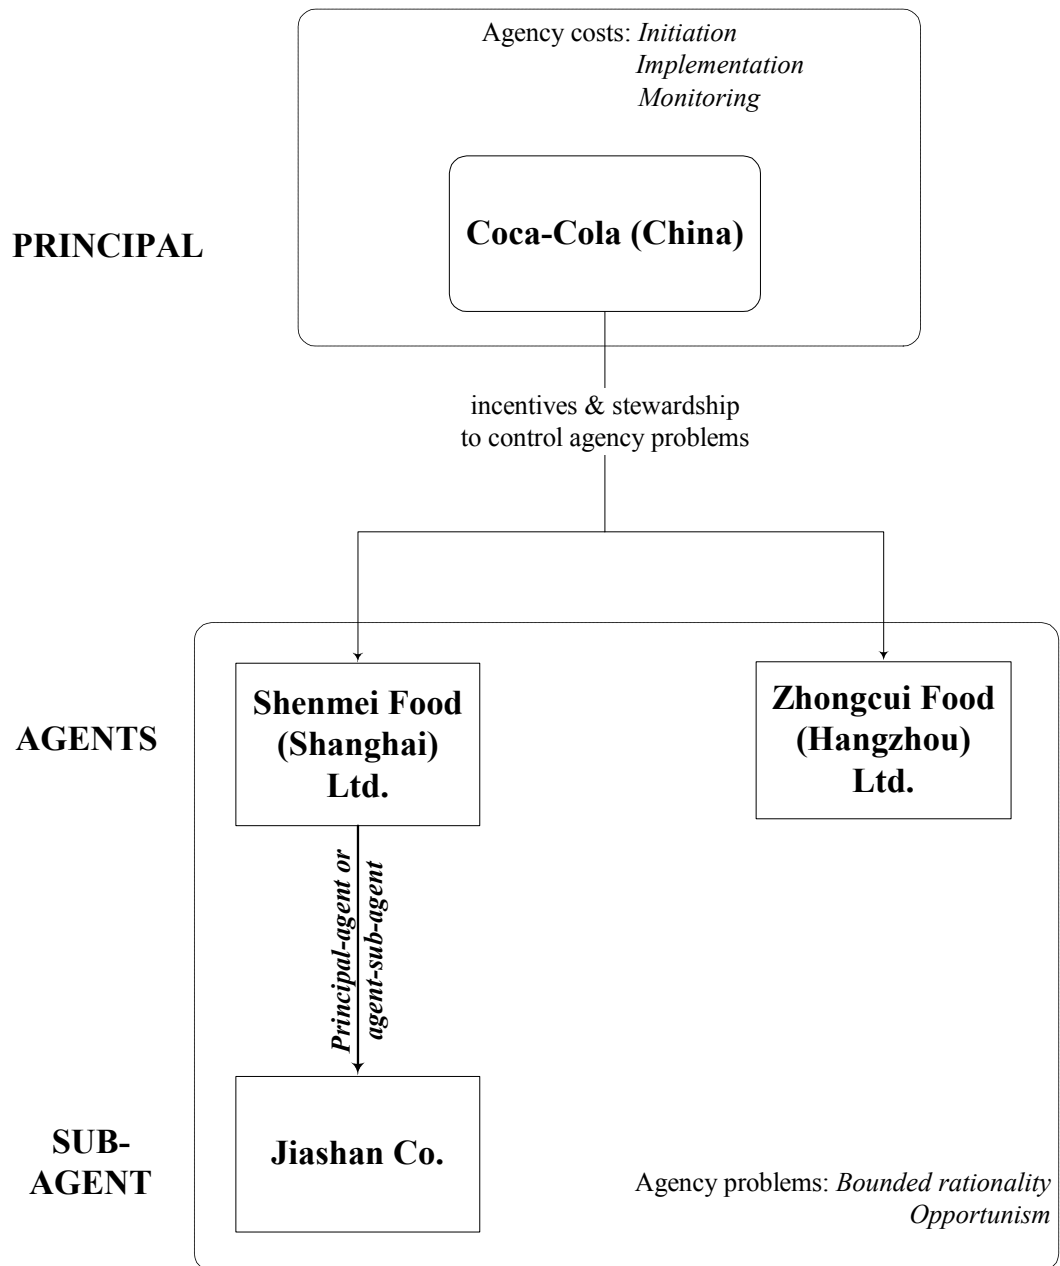 Agency costs: Initiation
Implementation
Monitoring
PRINCIPAL
Coca-Cola (China)
incentives & stewardship
to control agency problems
AGENTS
Shenmei Food
(Shanghai)
Ltd.
Zhongcui Food
(Hangzhou)
Ltd.
Principal-agent or
agent-sub-agent
SUB-
AGENT
Jiashan Co.
Agency problems: Bounded rationality
Opportunism